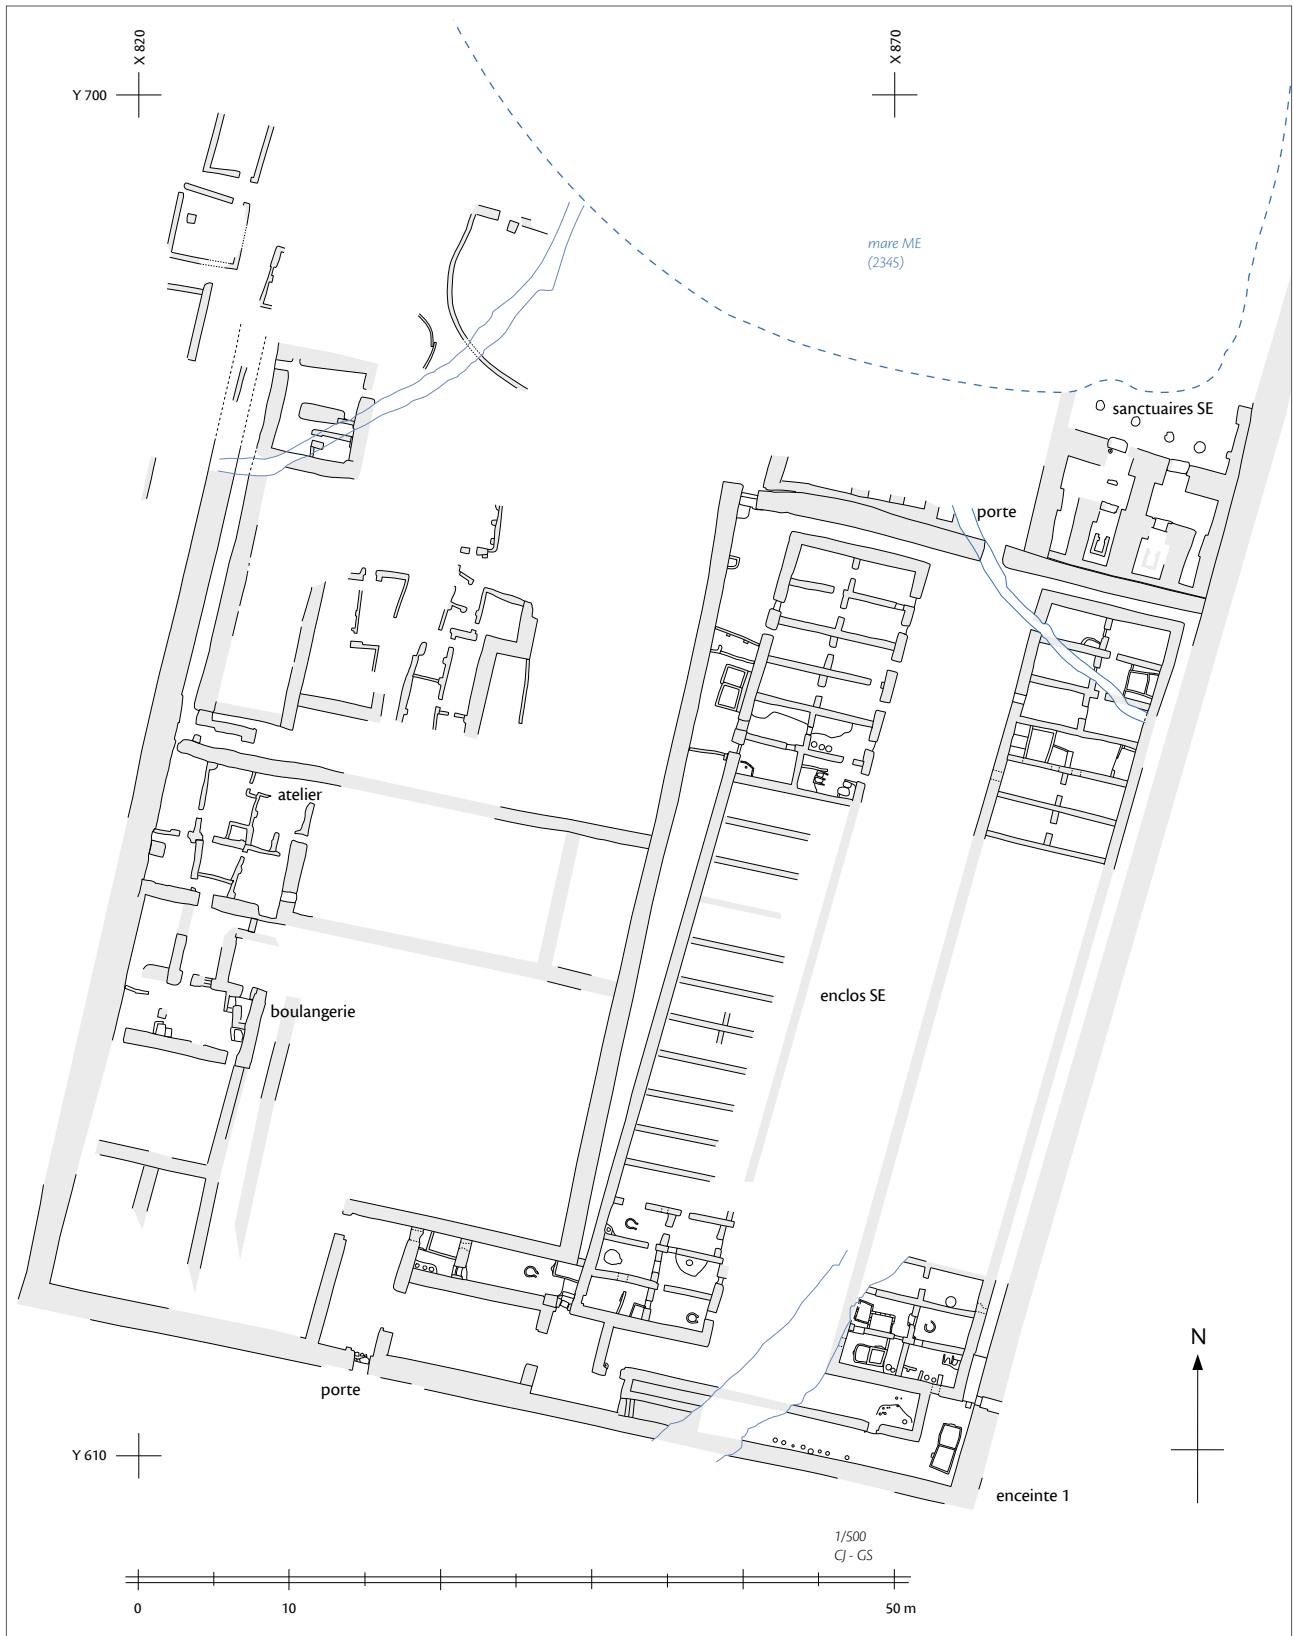 X 820
X 870
Y 700
mare ME
(2345)
sanctuaires SE
porte
atelier
enclos SE
boulangerie
N
porte
Y 610
enceinte 1
1/500
CJ - GS
0
10
50 m